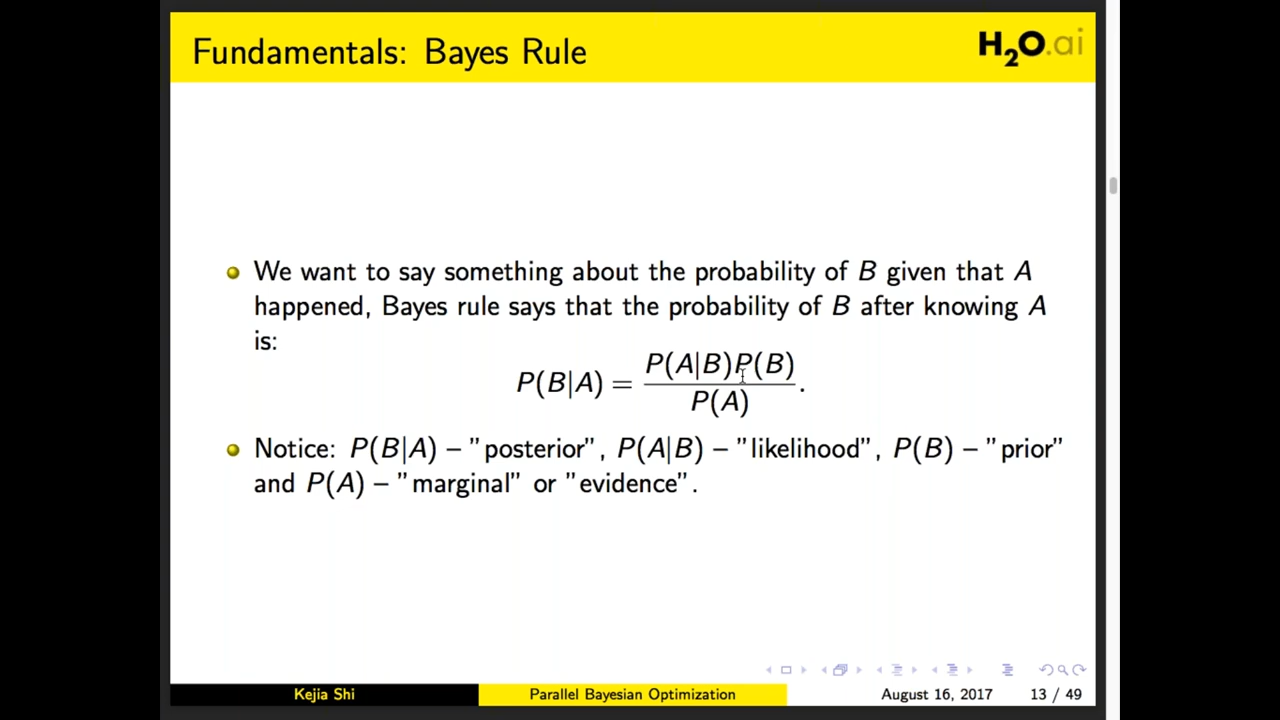 Fundamentals: Bayes Rule
H2O.ai
We want to say something about the probability of B given that A
happened, Bayes rule says that the probability of B after knowing A
is:
P(B|A) = P(A|B)P(B) / P(A) .
Notice: P(B|A) – "posterior", P(A|B) – "likelihood", P(B) – "prior"
and P(A) – "marginal" or "evidence".
Kejia Shi
Parallel Bayesian Optimization
August 16, 2017
13 / 49